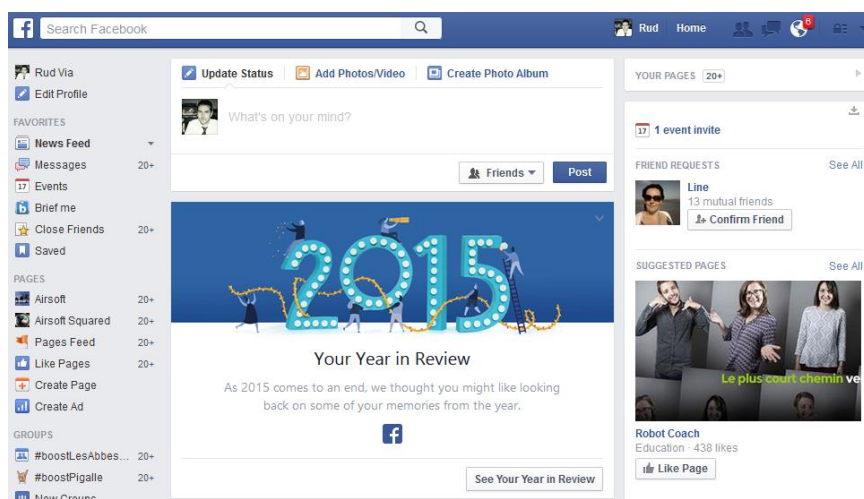 Search Facebook
Rud
Home
6
Rud Via
Edit Profile
FAVORITES
News Feed
Messages 20+
17 Events
Brief me
Close Friends 20+
Saved
PAGES
Airsoft 20+
Airsoft Squared 20+
Pages Feed 20+
Like Pages 20+
Create Page
Create Ad
GROUPS
#boostLesAbbes... 20+
#boostPigalle 20+
New Groups
Update Status
Add Photos/Video
Create Photo Album
What's on your mind?
Friends
Post
2015
Your Year in Review
As 2015 comes to an end, we thought you might like looking
back on some of your memories from the year.
See Your Year in Review
YOUR PAGES 20+
17 1 event invite
FRIEND REQUESTS See All
Line
13 mutual friends
Confirm Friend
SUGGESTED PAGES See All
Le plus court chemin ve
Robot Coach
Education · 438 likes
Like Page